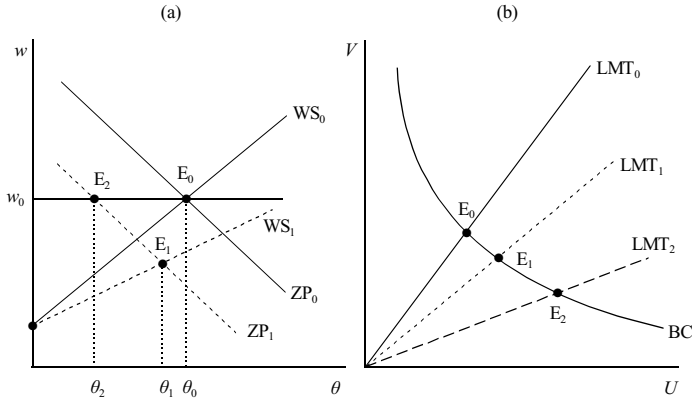 (a)
w
WS₀
E₂
E₀
w₀
WS₁
E₁
ZP₀
ZP₁
θ₂
θ₁
θ₀
θ
(b)
V
LMT₀
LMT₁
E₀
LMT₂
E₁
E₂
BC
U